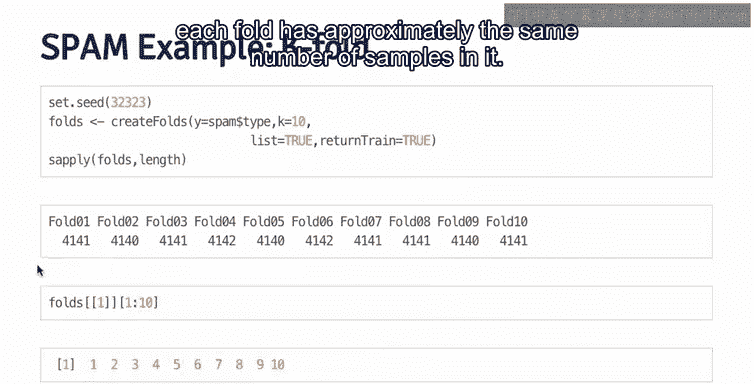 each fold has approximately the same
number of samples in it.
SPAM Example: K-fold
set.seed(32323)
folds <- createFolds(y=spam$type,k=10,
list=TRUE,returnTrain=TRUE)
sapply(folds,length)
Fold01 Fold02 Fold03 Fold04 Fold05 Fold06 Fold07 Fold08 Fold09 Fold10
4141 4140 4141 4142 4140 4142 4141 4141 4140 4141
folds[[1]][1:10]
[1] 1 2 3 4 5 6 7 8 9 10